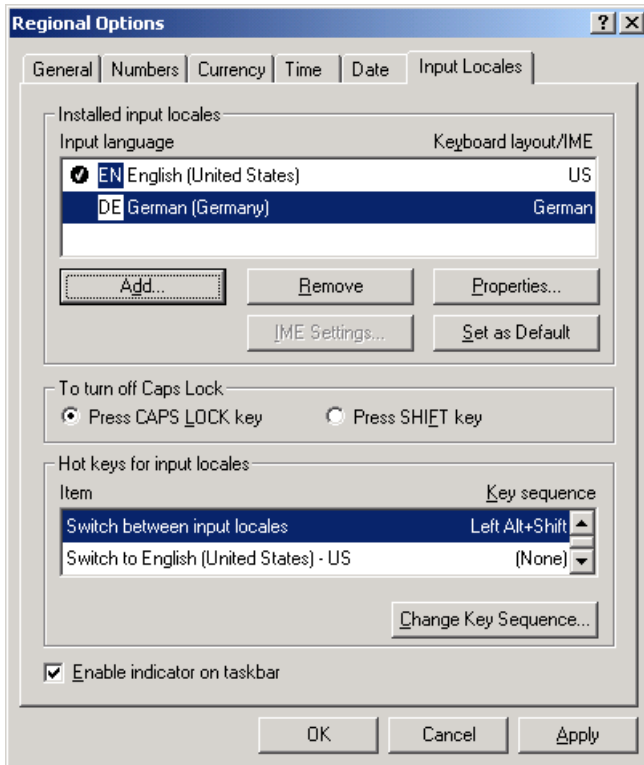 Regional Options
General Numbers Currency Time Date Input Locales
Installed input locales
Input language Keyboard layout/IME
EN English (United States) US
DE German (Germany) German
Add... Remove Properties...
IME Settings... Set as Default
To turn off Caps Lock
Press CAPS LOCK key Press SHIFT key
Hot keys for input locales
Item Key sequence
Switch between input locales Left Alt+Shift
Switch to English (United States) - US (None)
Change Key Sequence...
Enable indicator on taskbar
OK Cancel Apply